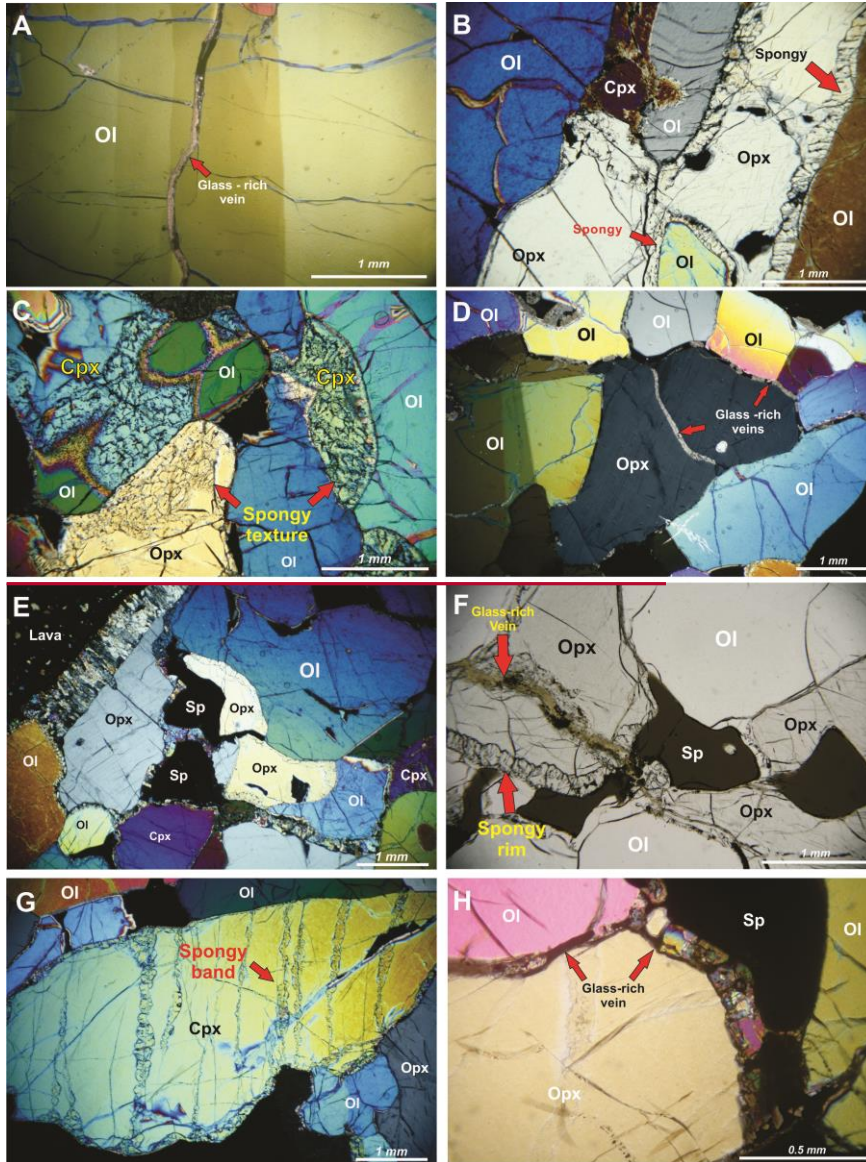 A
Ol
Glass - rich
vein
1 mm
B
Ol
Cpx
Ol
Spongy
Opx
Ol
Opx
Spongy
Ol
1 mm
C
Cpx
Ol
Cpx
Ol
Ol
Spongy
texture
Opx
Ol
1 mm
D
Ol
Ol
Ol
Ol
Glass -rich
veins
Ol
Opx
Ol
1 mm
E
Lava
Ol
Opx
Sp
Opx
Ol
Sp
Opx
Cpx
Ol
Ol
Cpx
1 mm
F
Glass-rich
Vein
Opx
Ol
Opx
Sp
Opx
Spongy
rim
Ol
1 mm
G
Ol
Ol
Spongy
band
Cpx
Opx
Ol
1 mm
H
Ol
Sp
Ol
Glass-rich
vein
Opx
0.5 mm